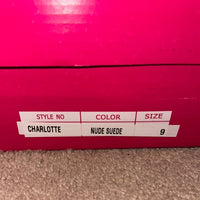 STYLE NO COLOR SIZE
CHARLOTTE NUDE SUEDE 9